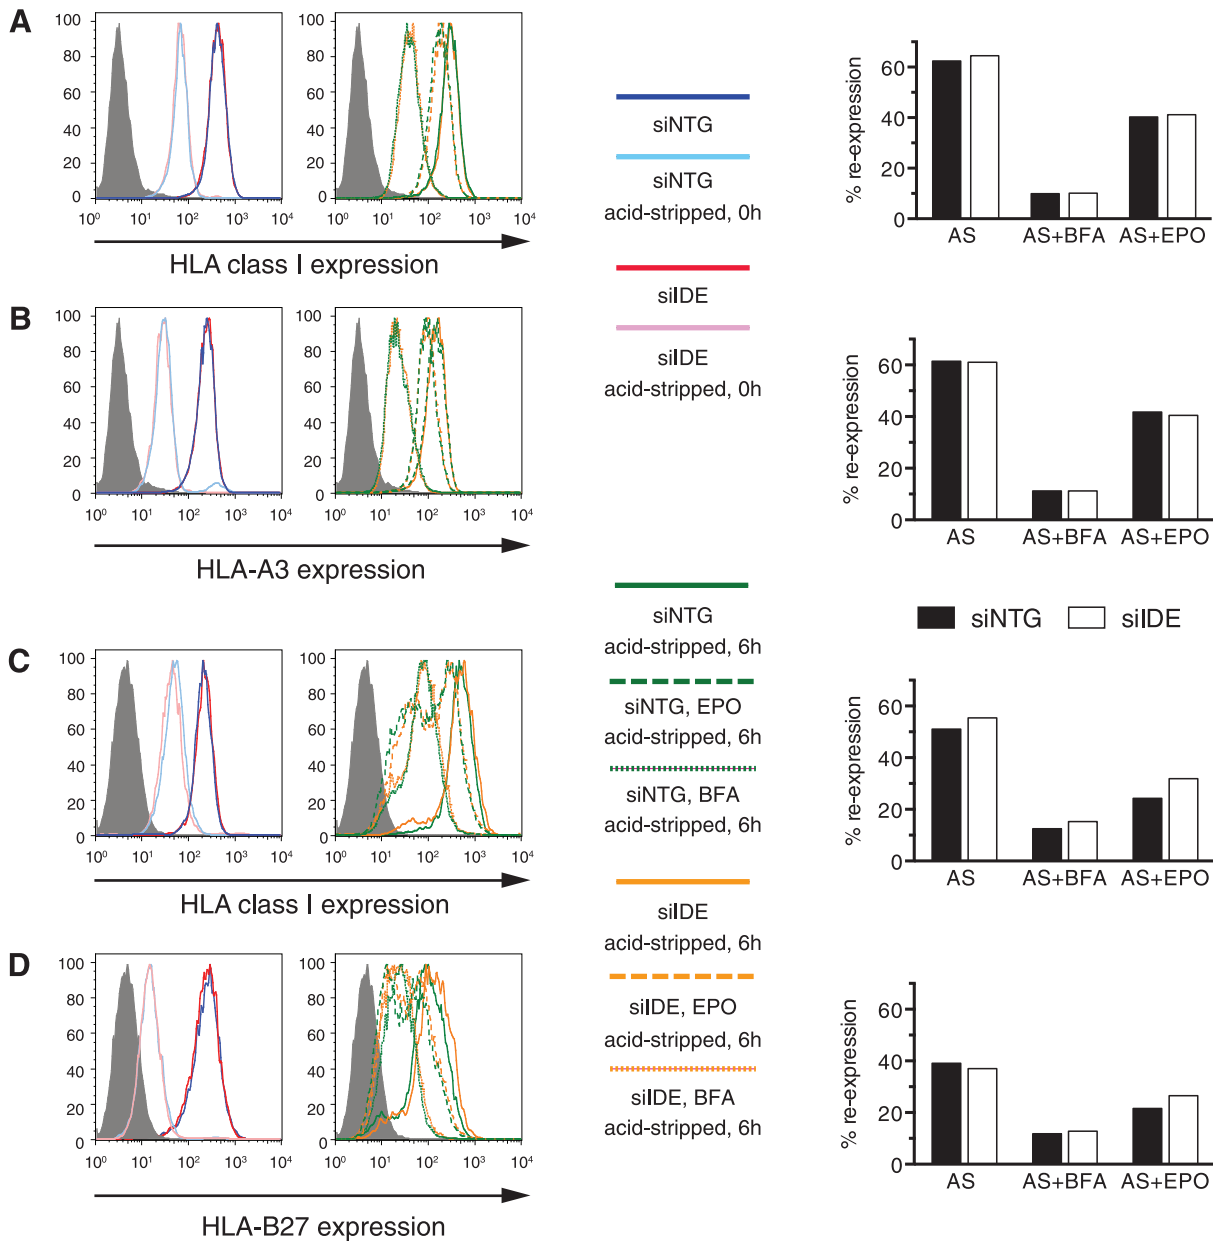 A
100
80
60
40
20
0
10⁰ 10¹ 10² 10³ 10⁴
100
80
60
40
20
0
10⁰ 10¹ 10² 10³ 10⁴
HLA class I expression
siNTG
siNTG
acid-stripped, 0h
siIDE
siIDE
acid-stripped, 0h
% re-expression
60
40
20
0
AS AS+BFA AS+EPO
B
100
80
60
40
20
0
10⁰ 10¹ 10² 10³ 10⁴
100
80
60
40
20
0
10⁰ 10¹ 10² 10³ 10⁴
HLA-A3 expression
% re-expression
60
40
20
0
AS AS+BFA AS+EPO
siNTG siIDE
C
100
80
60
40
20
0
10⁰ 10¹ 10² 10³ 10⁴
100
80
60
40
20
0
10⁰ 10¹ 10² 10³ 10⁴
HLA class I expression
siNTG
acid-stripped, 6h
siNTG, EPO
acid-stripped, 6h
siNTG, BFA
acid-stripped, 6h
% re-expression
60
40
20
0
AS AS+BFA AS+EPO
D
100
80
60
40
20
0
10⁰ 10¹ 10² 10³ 10⁴
100
80
60
40
20
0
10⁰ 10¹ 10² 10³ 10⁴
HLA-B27 expression
siIDE
acid-stripped, 6h
siIDE, EPO
acid-stripped, 6h
siIDE, BFA
acid-stripped, 6h
% re-expression
60
40
20
0
AS AS+BFA AS+EPO